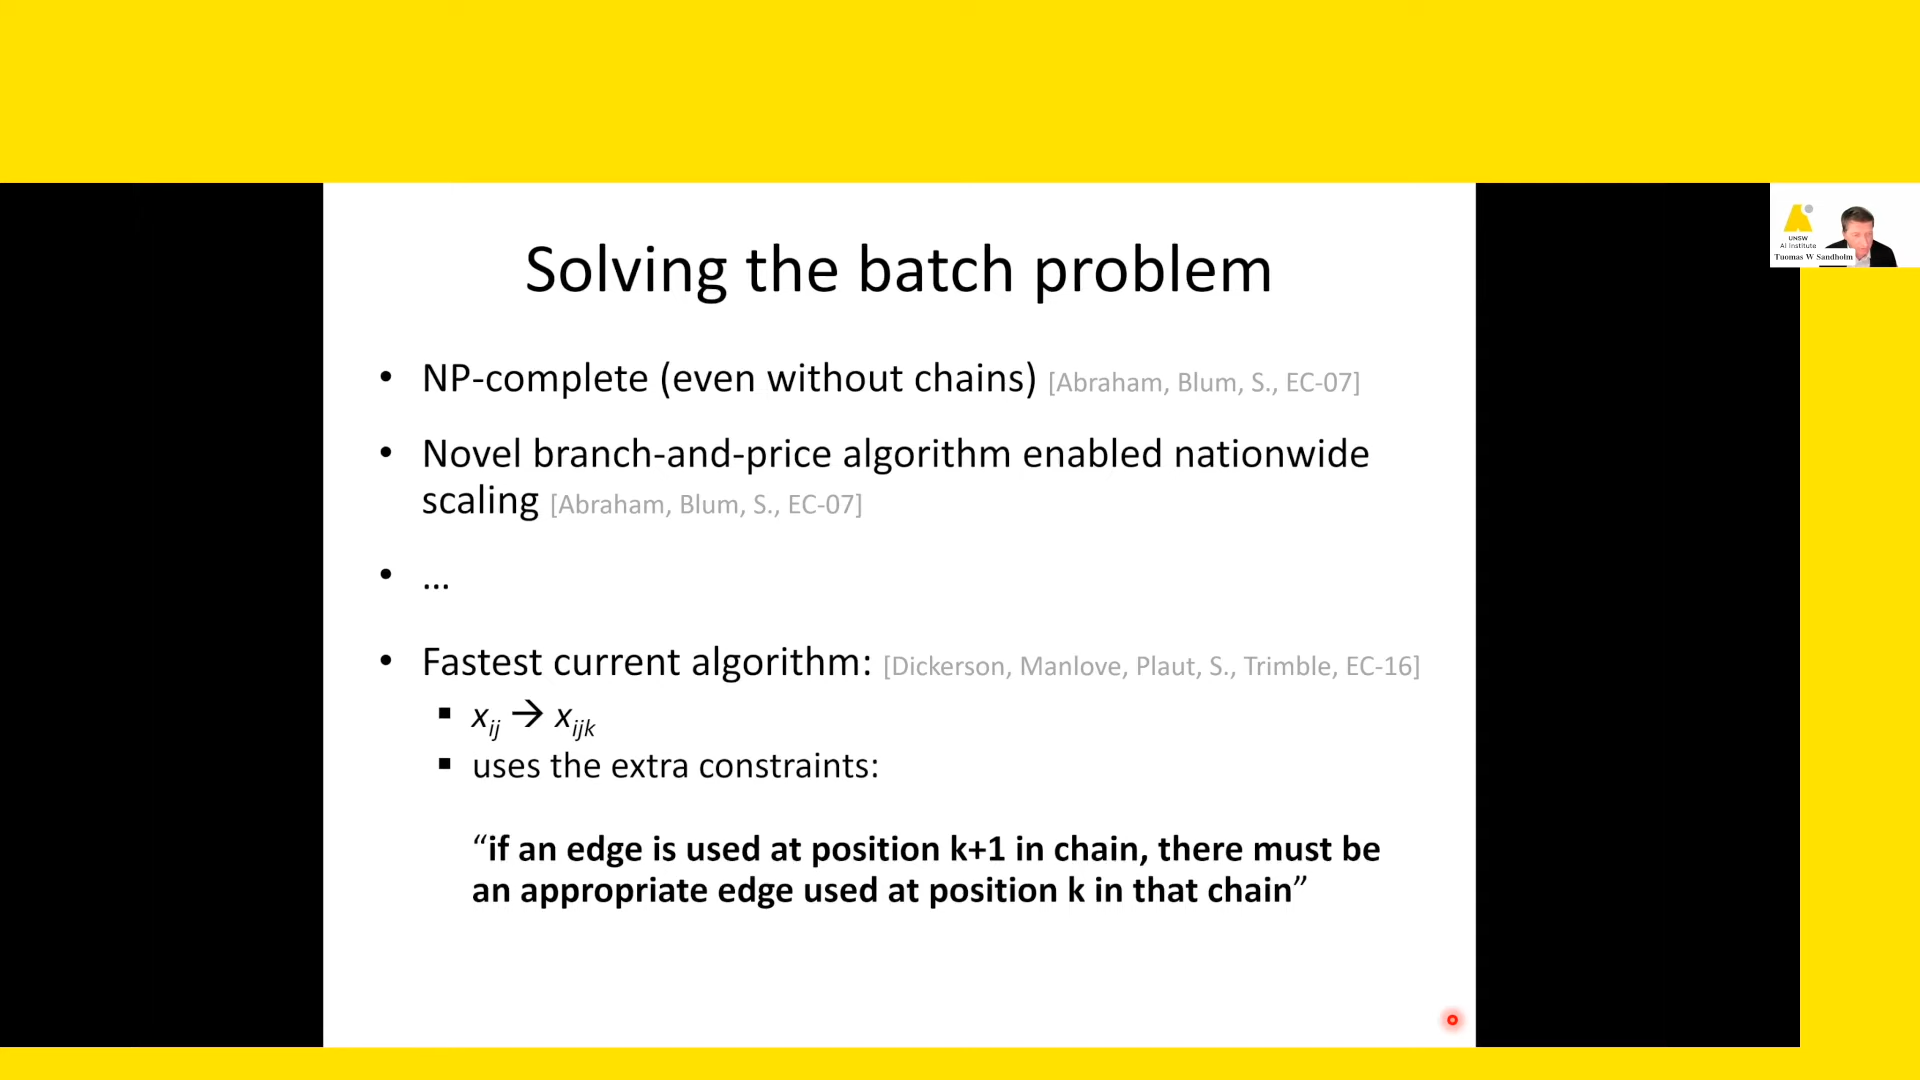 Solving the batch problem
• NP-complete (even without chains) [Abraham, Blum, S., EC-07]
• Novel branch-and-price algorithm enabled nationwide
scaling [Abraham, Blum, S., EC-07]
• ...
• Fastest current algorithm: [Dickerson, Manlove, Plaut, S., Trimble, EC-16]
▪ xij → xijk
▪ uses the extra constraints:
“if an edge is used at position k+1 in chain, there must be
an appropriate edge used at position k in that chain”
UNSW
AI Institute
Tuomas W Sandholm